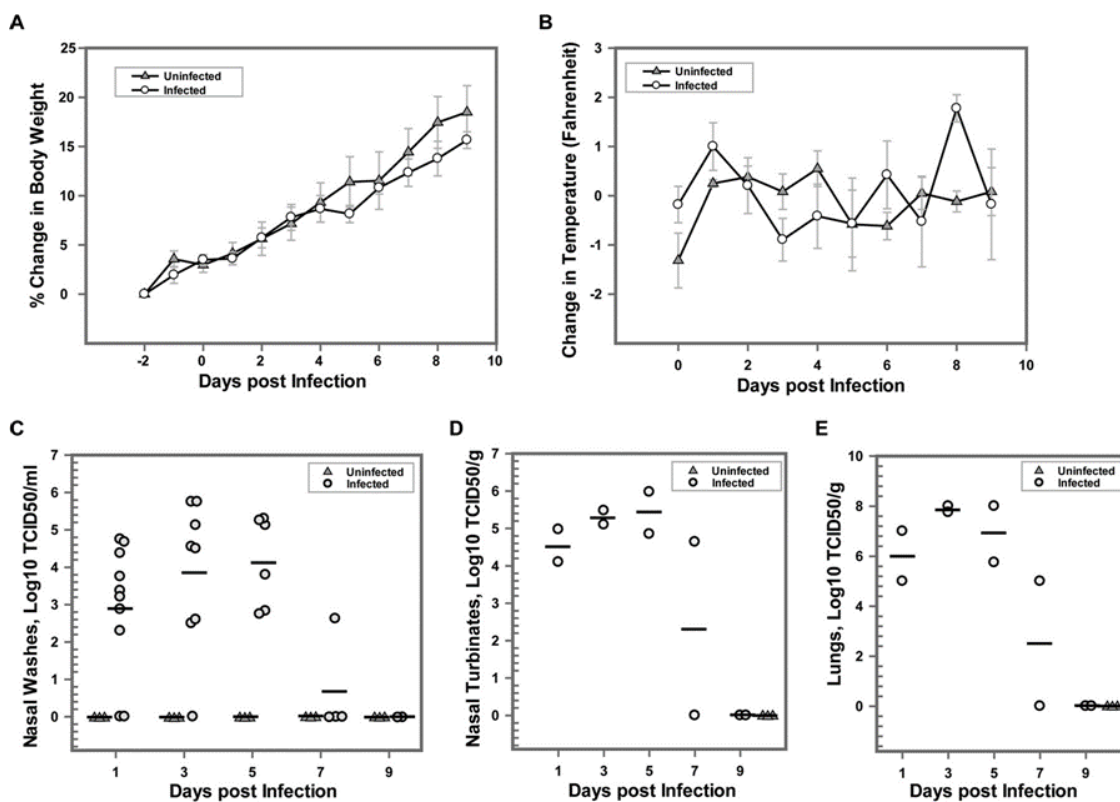 A
% Change in Body Weight
25
20
15
10
5
0
Uninfected
Infected
-2 0 2 4 6 8 10
Days post Infection
B
Change in Temperature (Fahrenheit)
3
2
1
0
-1
-2
Uninfected
Infected
0 2 4 6 8 10
Days post Infection
C
Nasal Washes, Log10 TCID50/ml
7
6
5
4
3
2
1
0
Uninfected
Infected
1 3 5 7 9
Days post Infection
D
Nasal Turbinates, Log10 TCID50/g
7
6
5
4
3
2
1
0
Uninfected
Infected
1 3 5 7 9
Days post Infection
E
Lungs, Log10 TCID50/g
10
8
6
4
2
0
Uninfected
Infected
1 3 5 7 9
Days post Infection